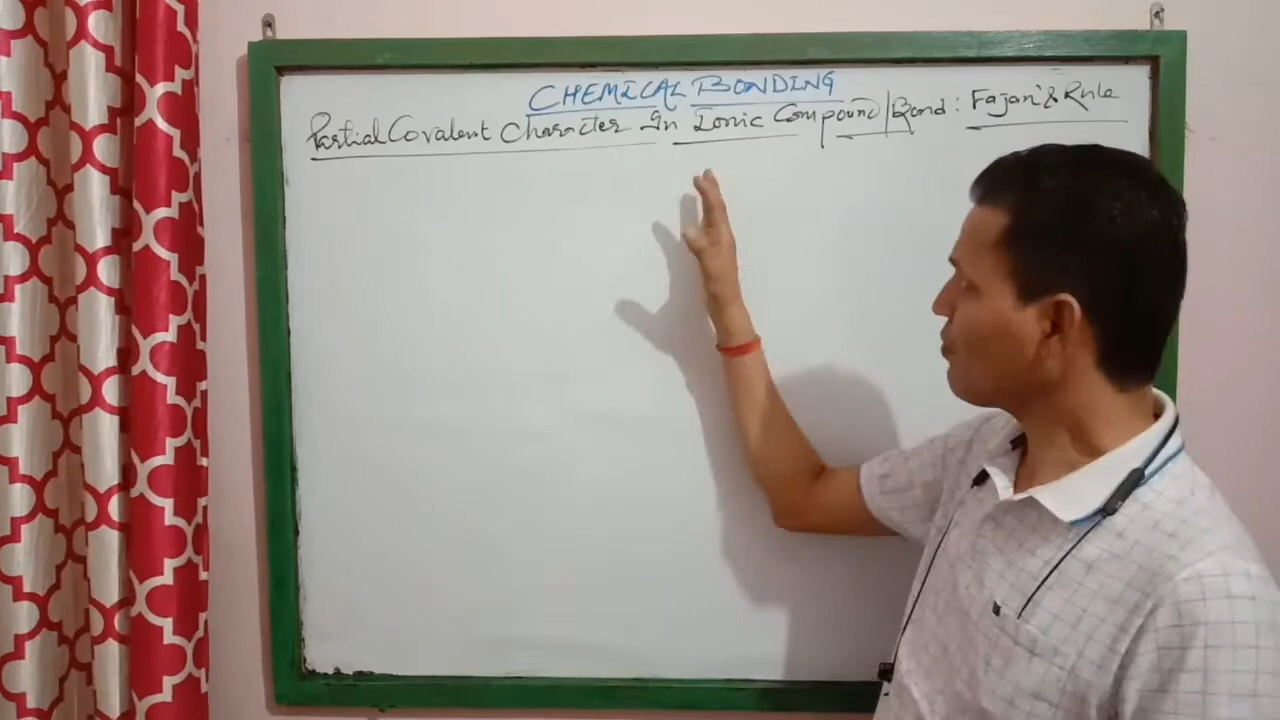 CHEMICAL BONDING
Partial Covalent Character In Ionic Compound/Bond : Fajan's Rule